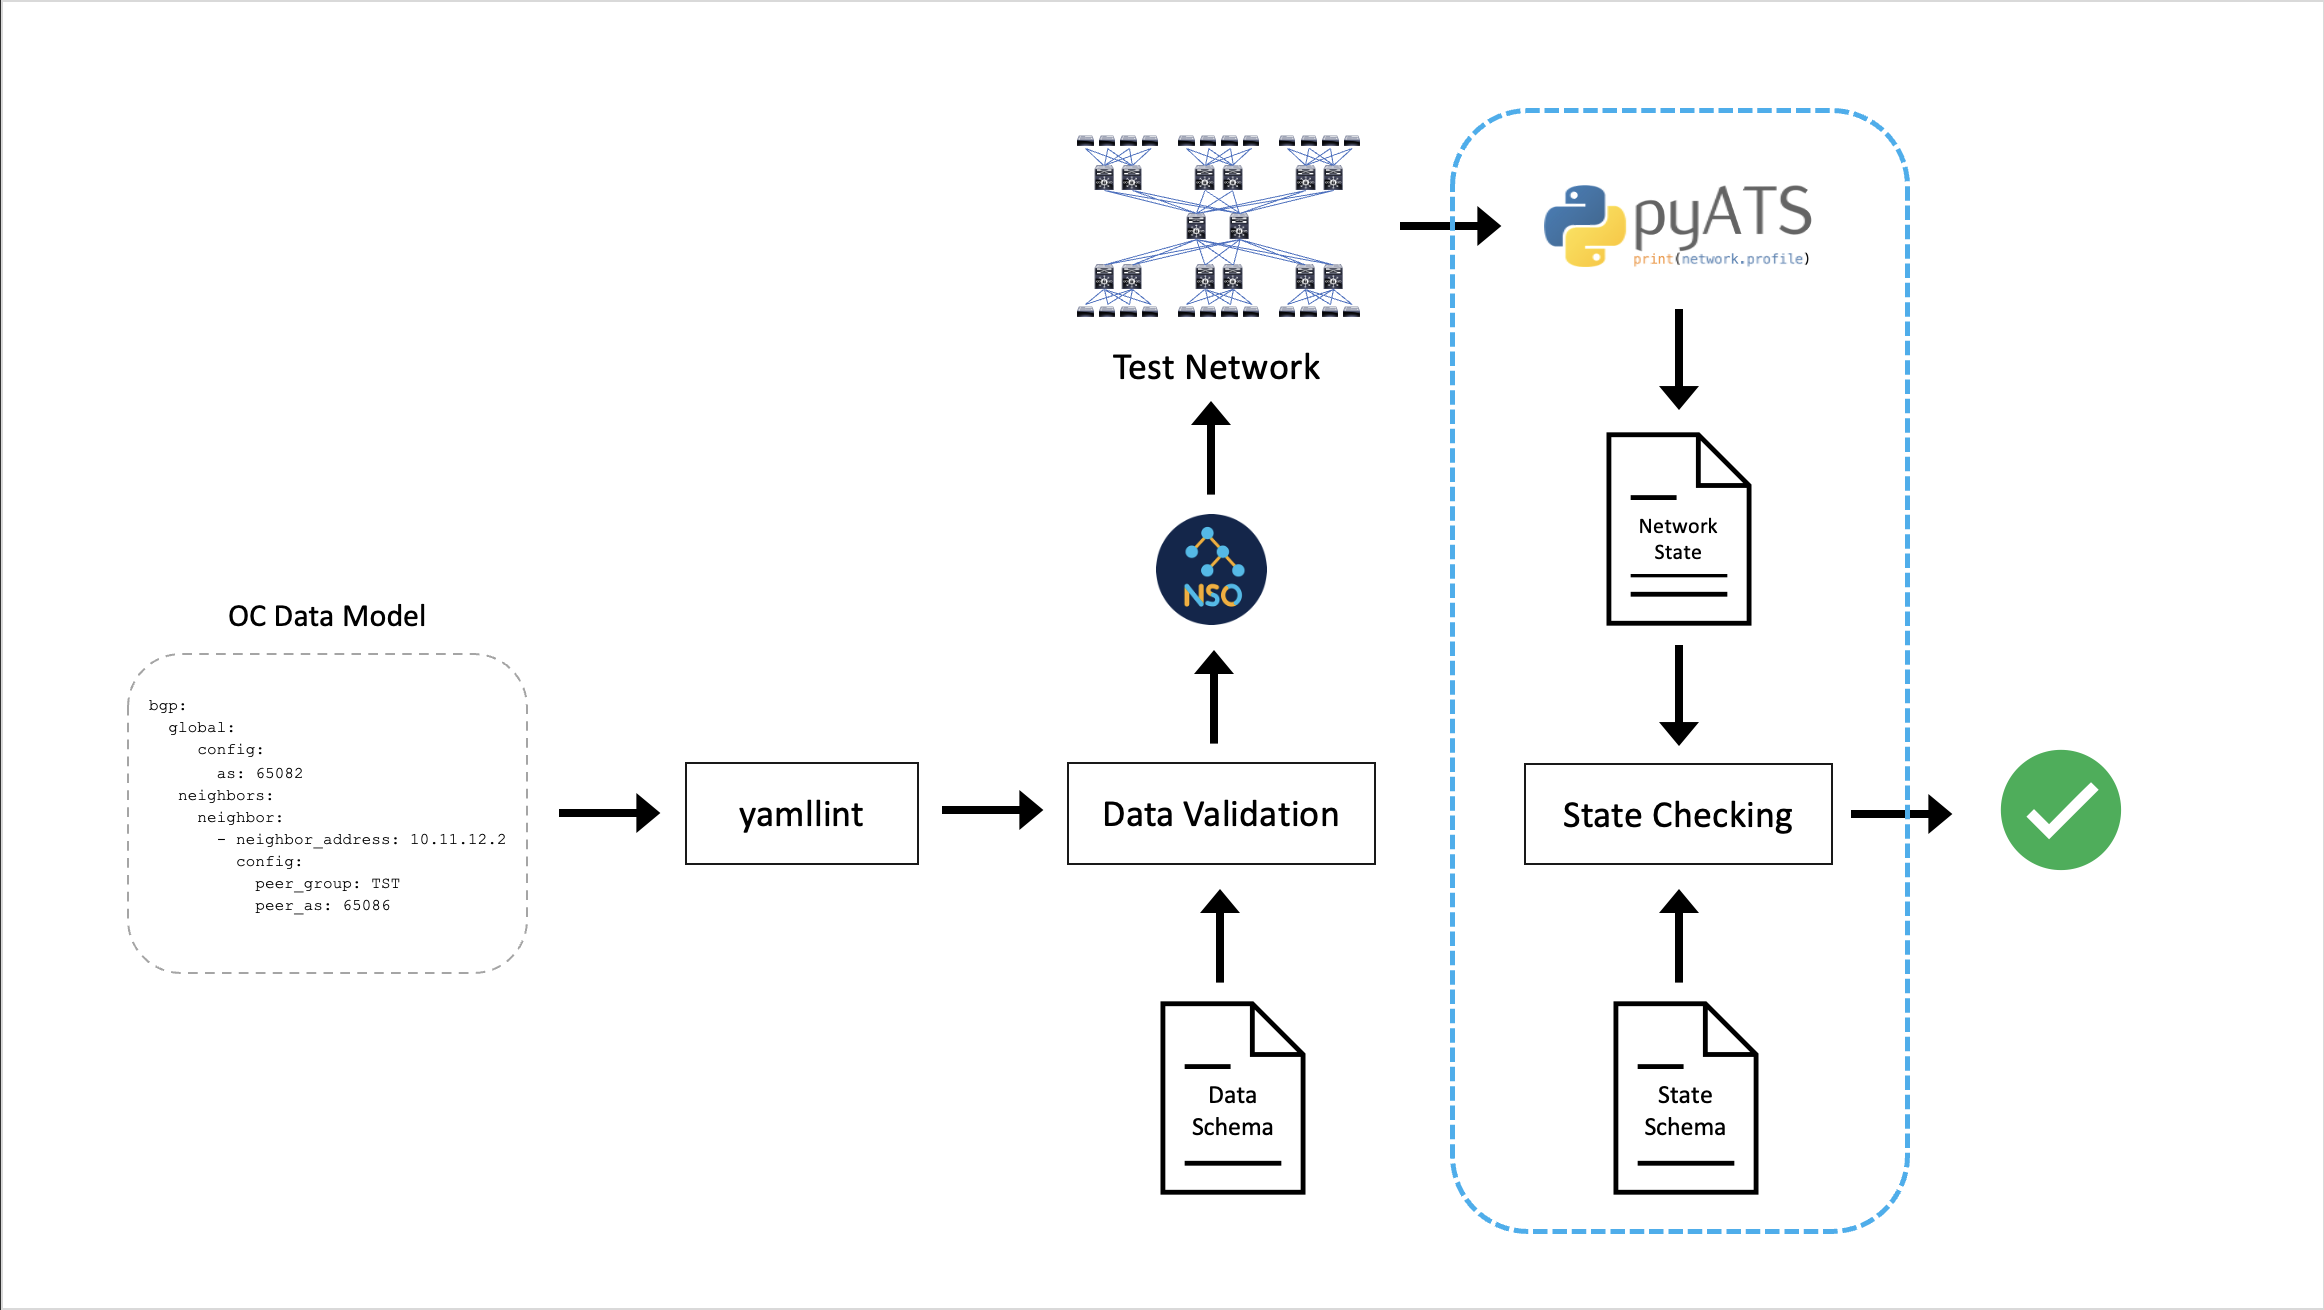 OC Data Model
bgp:
global:
config:
as: 65082
neighbors:
neighbor:
- neighbor_address: 10.11.12.2
config:
peer_group: TST
peer_as: 65086
yamllint
Data Validation
Data
Schema
NSO
Test Network
pyATS
print(network.profile)
Network
State
State Checking
State
Schema